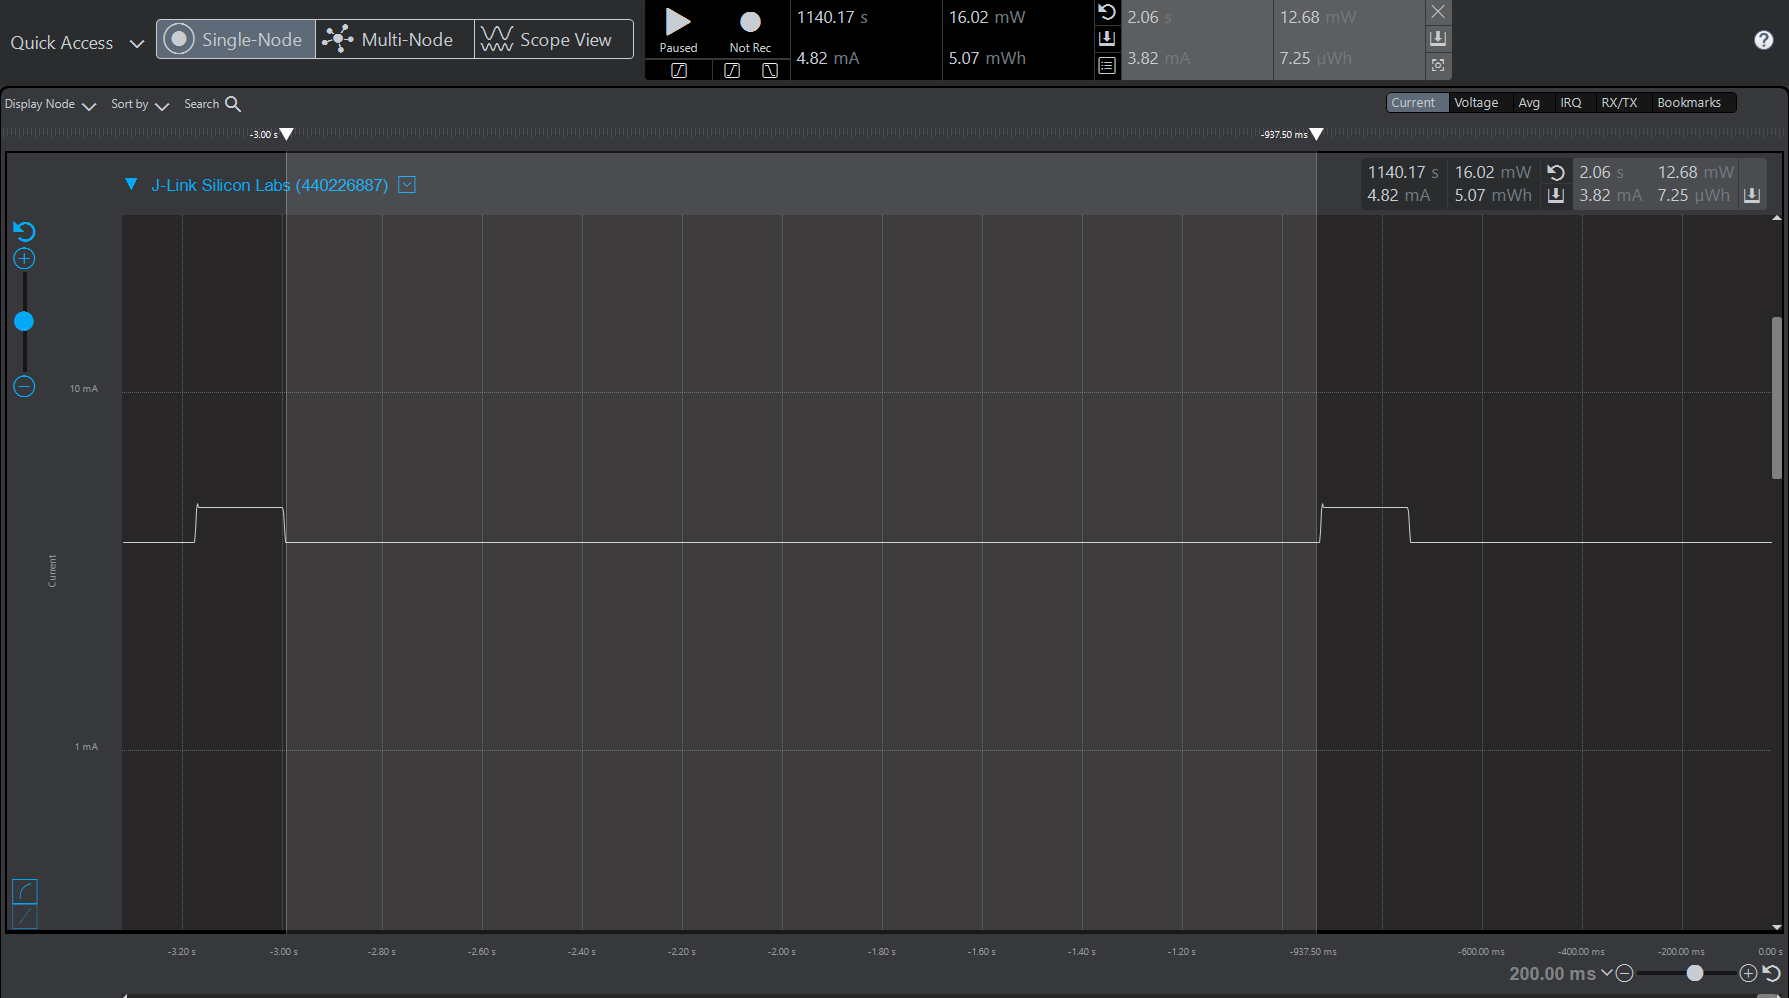 Quick Access
Single-Node
Multi-Node
Scope View
Paused
Not Rec
1140.17 s
4.82 mA
16.02 mW
5.07 mWh
2.06 s
3.82 mA
12.68 mW
7.25 µWh
?
Display Node
Sort by
Search
Current
Voltage
Avg
IRQ
RX/TX
Bookmarks
-3.00 s
-937.50 ms
J-Link Silicon Labs (440226887)
1140.17 s
4.82 mA
16.02 mW
5.07 mWh
2.06 s
3.82 mA
12.68 mW
7.25 µWh
10 mA
Current
1 mA
-3.20 s
-3.00 s
-2.80 s
-2.60 s
-2.40 s
-2.20 s
-2.00 s
-1.80 s
-1.60 s
-1.40 s
-1.20 s
-937.50 ms
-600.00 ms
-400.00 ms
-200.00 ms
0.00 s
200.00 ms